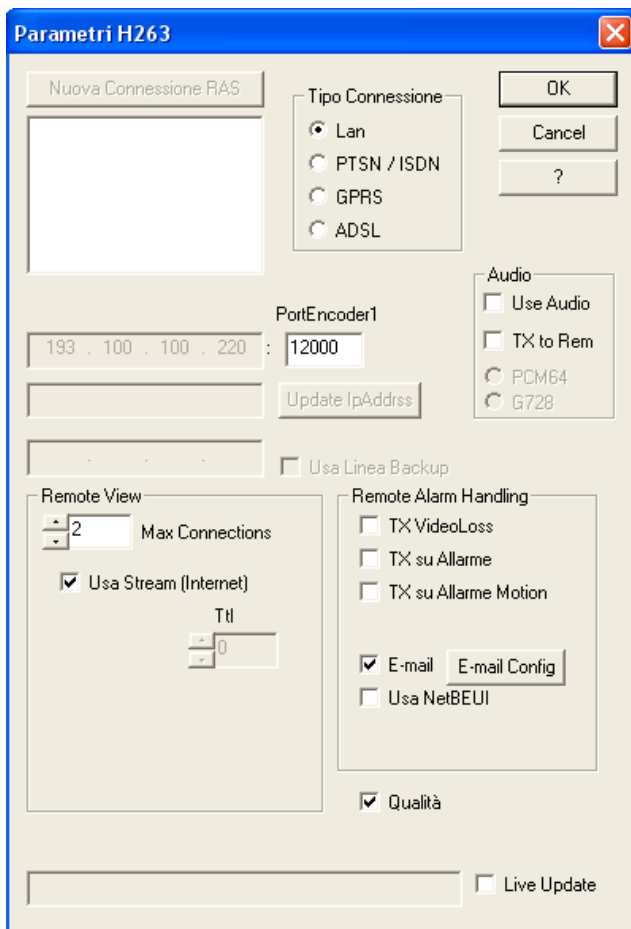 Parametri H263
Nuova Connessione RAS
Tipo Connessione
Lan
PTSN / ISDN
GPRS
ADSL
OK
Cancel
?
Audio
Use Audio
TX to Rem
PCM64
G728
PortEncoder1
193 . 100 . 100 . 220 : 12000
Update IpAddrss
. . .
Usa Linea Backup
Remote View
2 Max Connections
Usa Stream (Internet)
Ttl
0
Remote Alarm Handling
TX VideoLoss
TX su Allarme
TX su Allarme Motion
E-mail E-mail Config
Usa NetBEUI
Qualità
Live Update